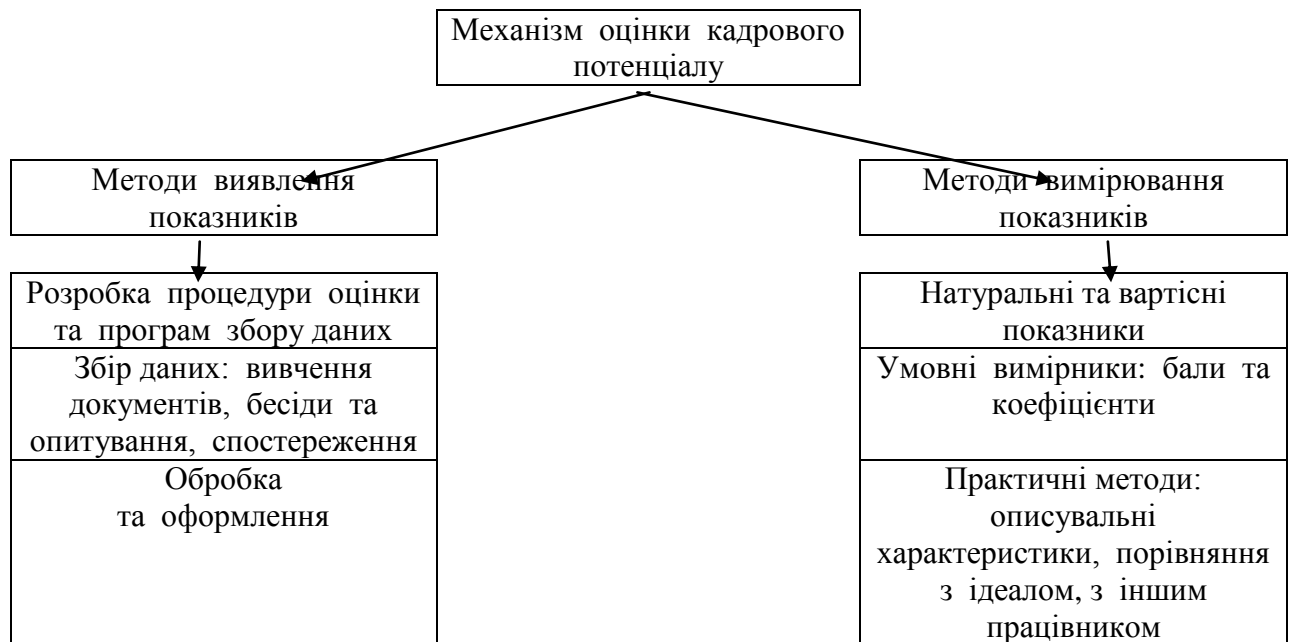 Механізм оцінки кадрового
потенціалу
Методи виявлення
показників
Розробка процедури оцінки
та програм збору даних
Збір даних: вивчення
документів, бесіди та
опитування, спостереження
Обробка
та оформлення
Методи вимірювання
показників
Натуральні та вартісні
показники
Умовні вимірники: бали та
коефіцієнти
Практичні методи:
описувальні
характеристики, порівняння
з ідеалом, з іншим
працівником